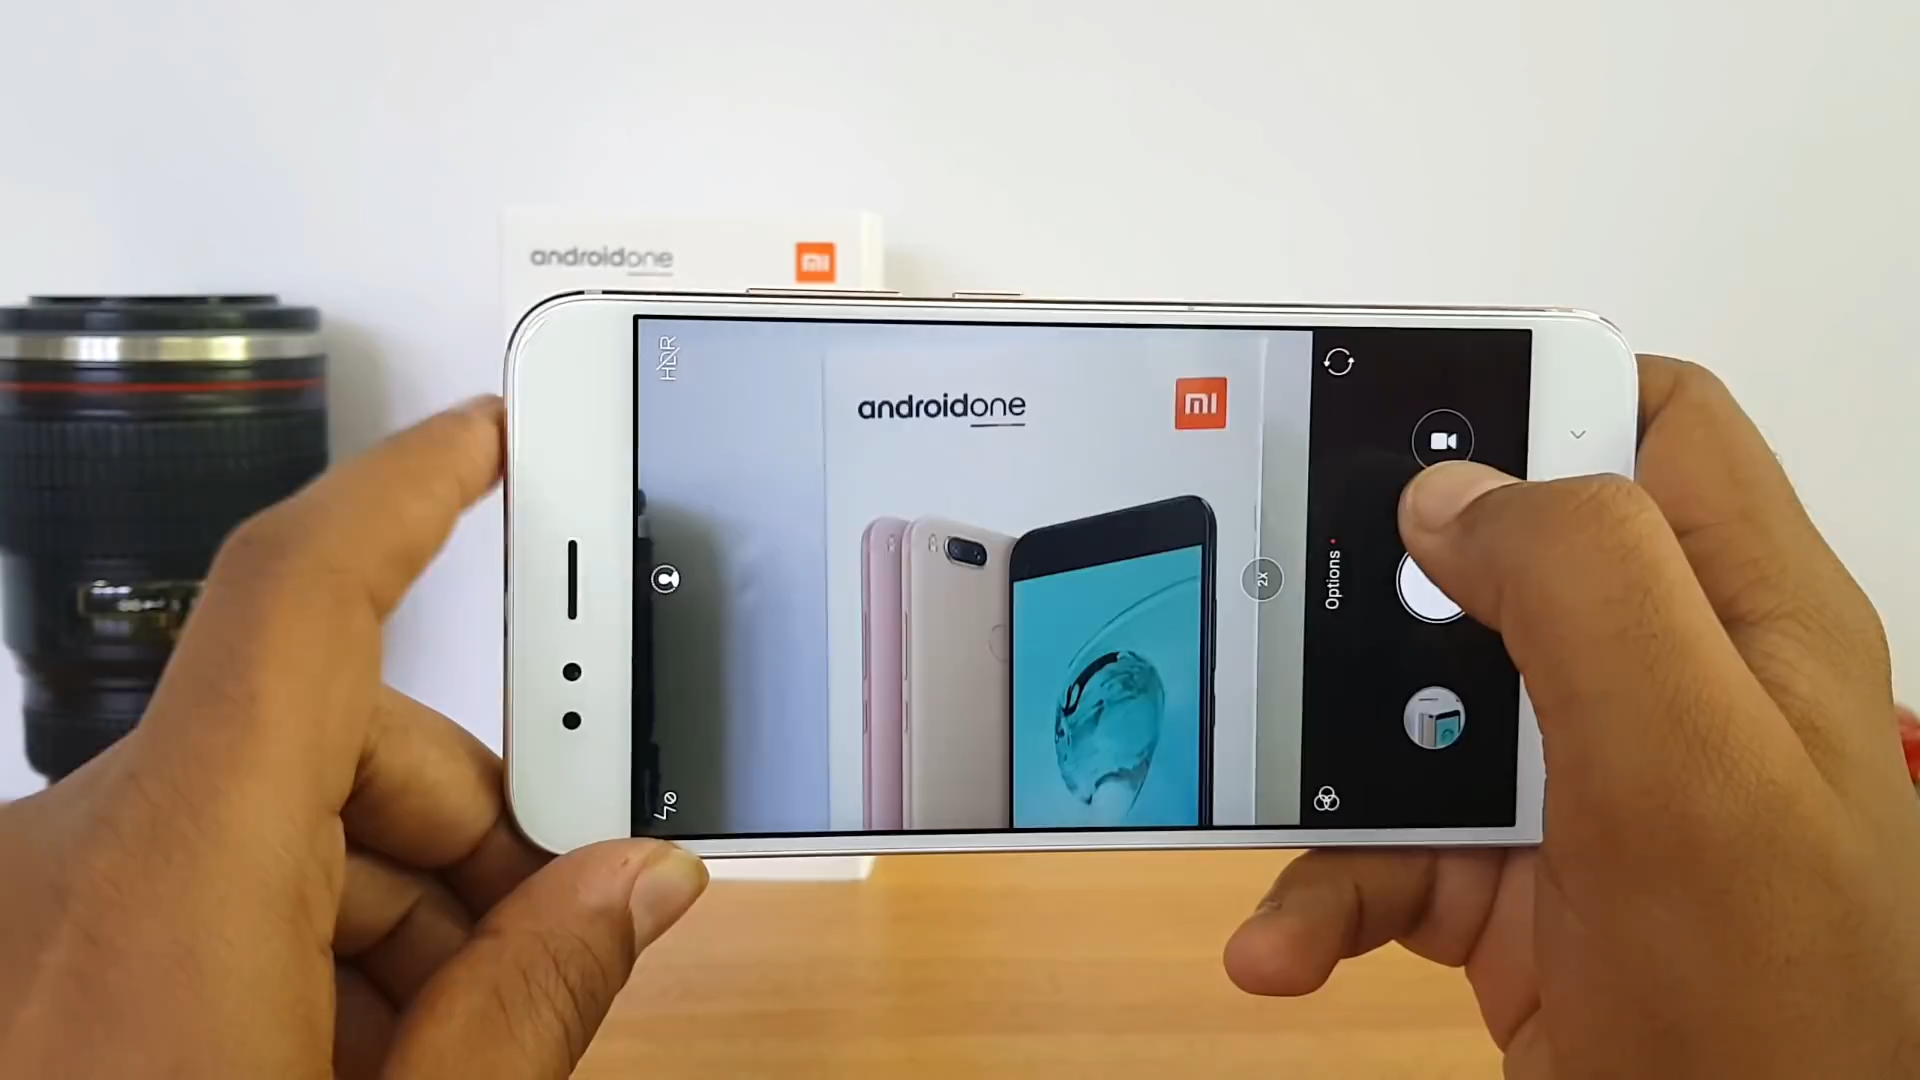 androidone
mi
HDR
androidone
mi
2X
Options